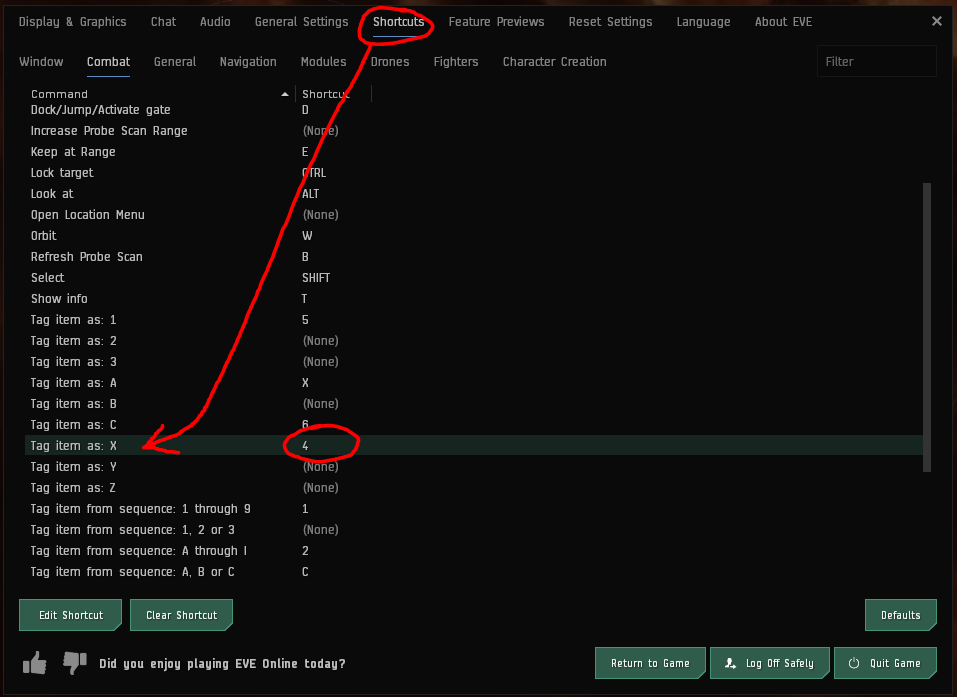 Display & Graphics Chat Audio General Settings Shortcuts Feature Previews Reset Settings Language About EVE
Window Combat General Navigation Modules Drones Fighters Character Creation Filter
Command Shortcut
Dock/Jump/Activate gate D
Increase Probe Scan Range (None)
Keep at Range E
Lock target CTRL
Look at ALT
Open Location Menu (None)
Orbit W
Refresh Probe Scan B
Select SHIFT
Show info T
Tag item as: 1 5
Tag item as: 2 (None)
Tag item as: 3 (None)
Tag item as: A X
Tag item as: B (None)
Tag item as: C 6
Tag item as: X 4
Tag item as: Y (None)
Tag item as: Z (None)
Tag item from sequence: 1 through 9 1
Tag item from sequence: 1, 2 or 3 (None)
Tag item from sequence: A through I 2
Tag item from sequence: A, B or C C
Edit Shortcut Clear Shortcut Defaults
Did you enjoy playing EVE Online today? Return to Game Log Off Safely Quit Game